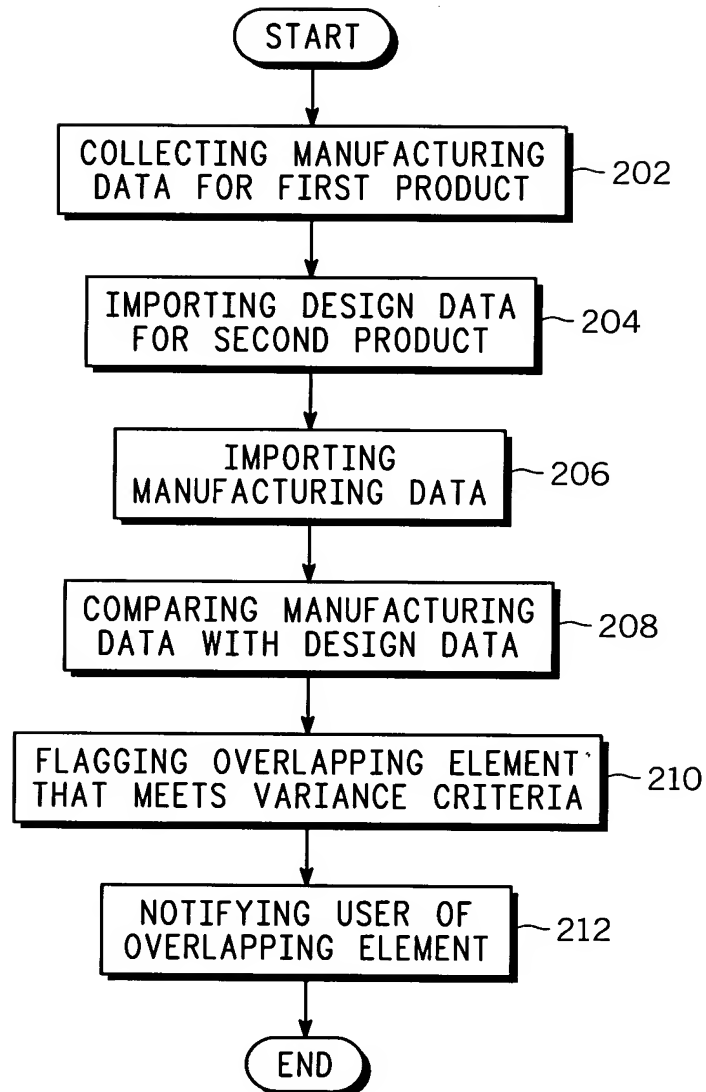 START
COLLECTING MANUFACTURING
DATA FOR FIRST PRODUCT
202
IMPORTING DESIGN DATA
FOR SECOND PRODUCT
204
IMPORTING
MANUFACTURING DATA
206
COMPARING MANUFACTURING
DATA WITH DESIGN DATA
208
FLAGGING OVERLAPPING ELEMENT
THAT MEETS VARIANCE CRITERIA
210
NOTIFYING USER OF
OVERLAPPING ELEMENT
212
END